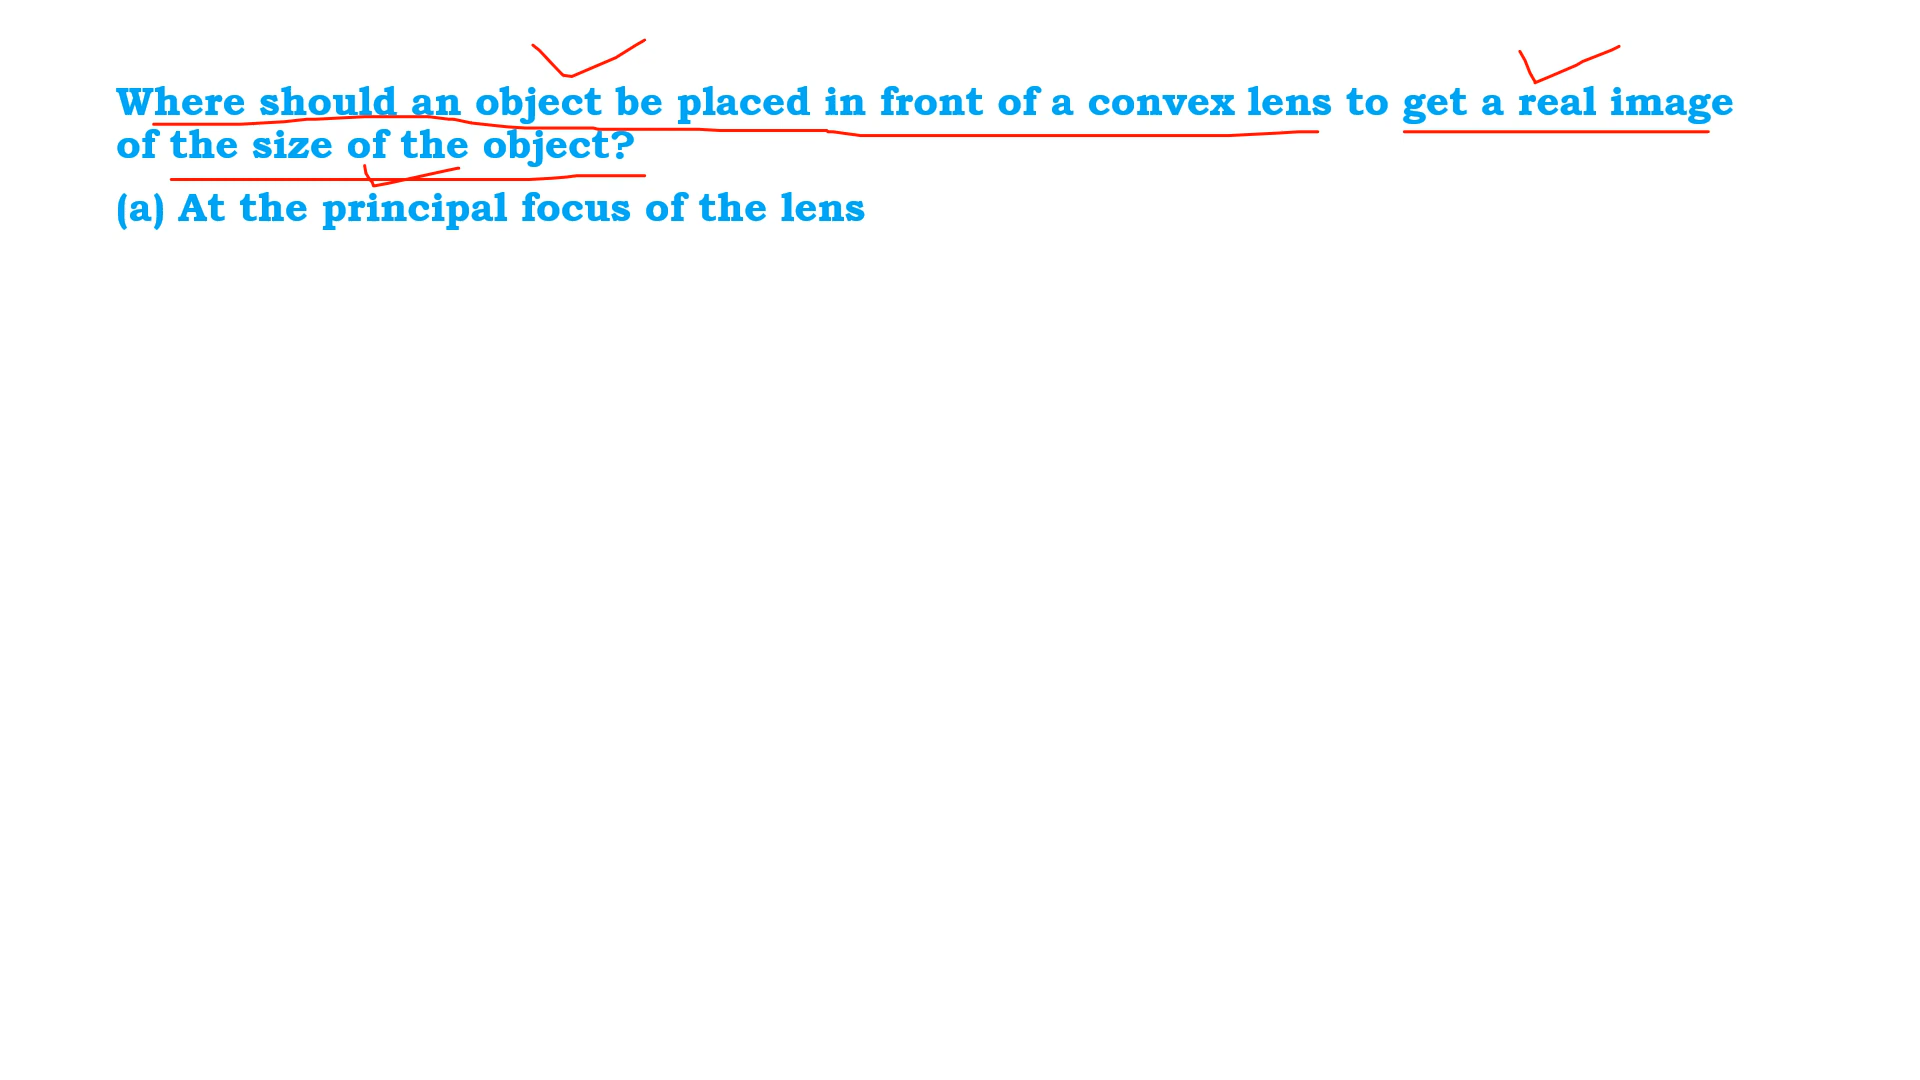 Where should an object be placed in front of a convex lens to get a real image
of the size of the object?
(a) At the principal focus of the lens